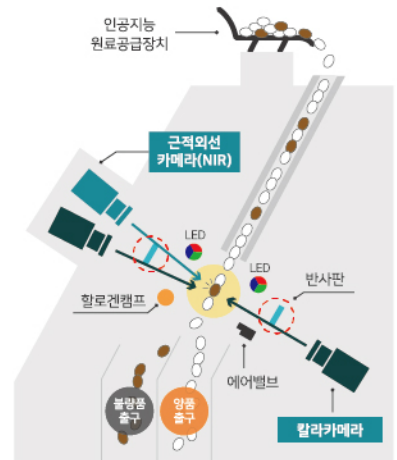 인공지능
원료공급장치
근적외선
카메라(NIR)
LED
LED
반사판
할로겐램프
에어밸브
불량품
출구
양품
출구
칼라카메라